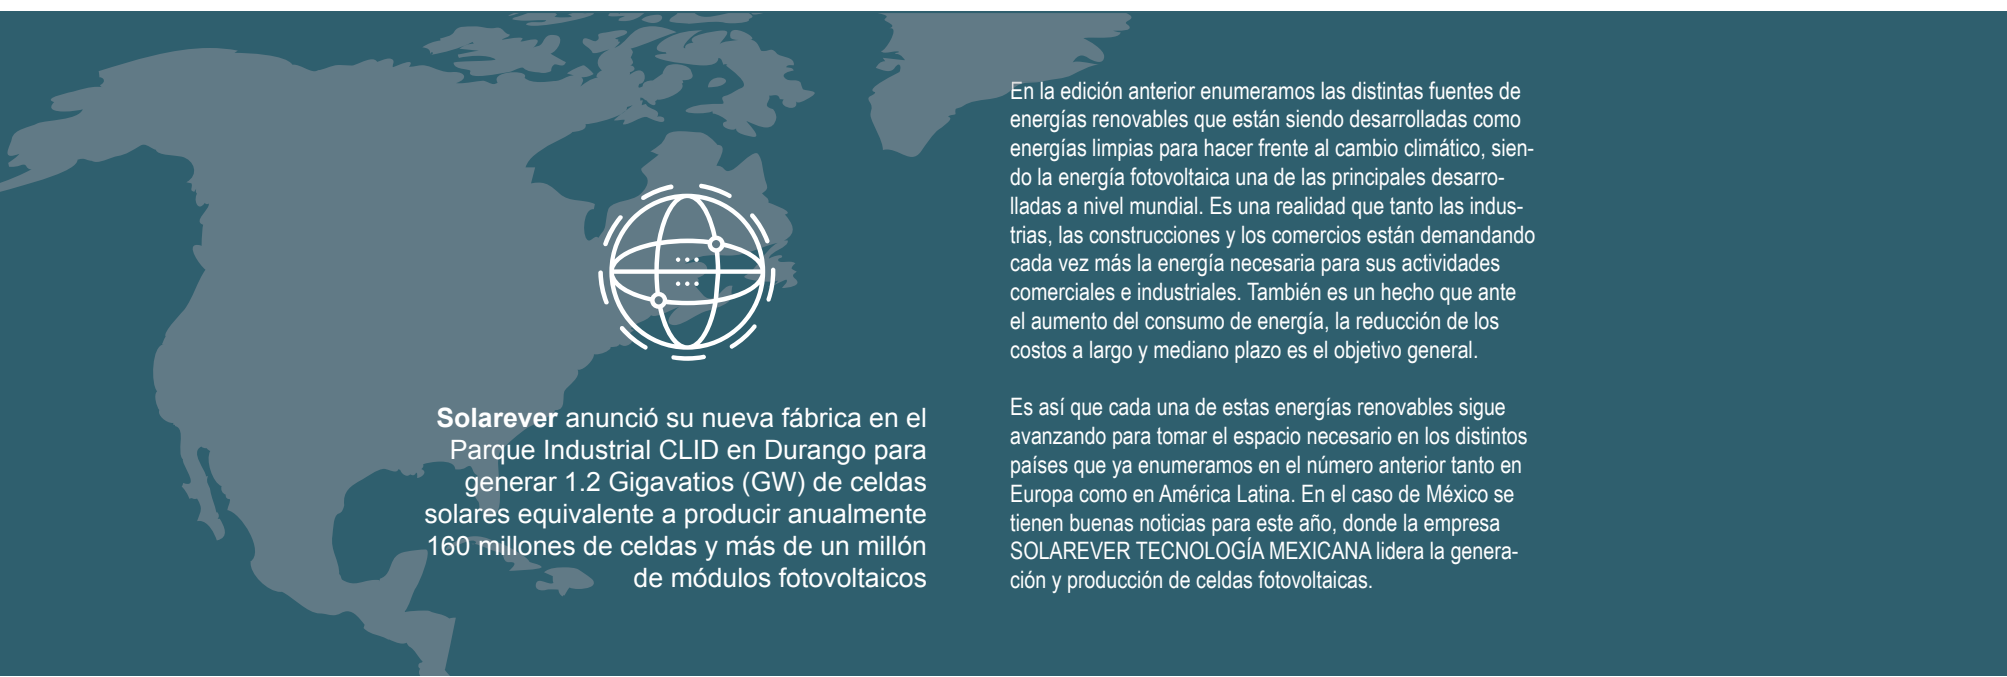 Solarever anunció su nueva fábrica en el
Parque Industrial CLID en Durango para
generar 1.2 Gigavatios (GW) de celdas
solares equivalente a producir anualmente
160 millones de celdas y más de un millón
de módulos fotovoltaicos
En la edición anterior enumeramos las distintas fuentes de
energías renovables que están siendo desarrolladas como
energías limpias para hacer frente al cambio climático, sien-
do la energía fotovoltaica una de las principales desarro-
lladas a nivel mundial. Es una realidad que tanto las indus-
trias, las construcciones y los comercios están demandando
cada vez más la energía necesaria para sus actividades
comerciales e industriales. También es un hecho que ante
el aumento del consumo de energía, la reducción de los
costos a largo y mediano plazo es el objetivo general.
Es así que cada una de estas energías renovables sigue
avanzando para tomar el espacio necesario en los distintos
países que ya enumeramos en el número anterior tanto en
Europa como en América Latina. En el caso de México se
tienen buenas noticias para este año, donde la empresa
SOLAREVER TECNOLOGÍA MEXICANA lidera la genera-
ción y producción de celdas fotovoltaicas.